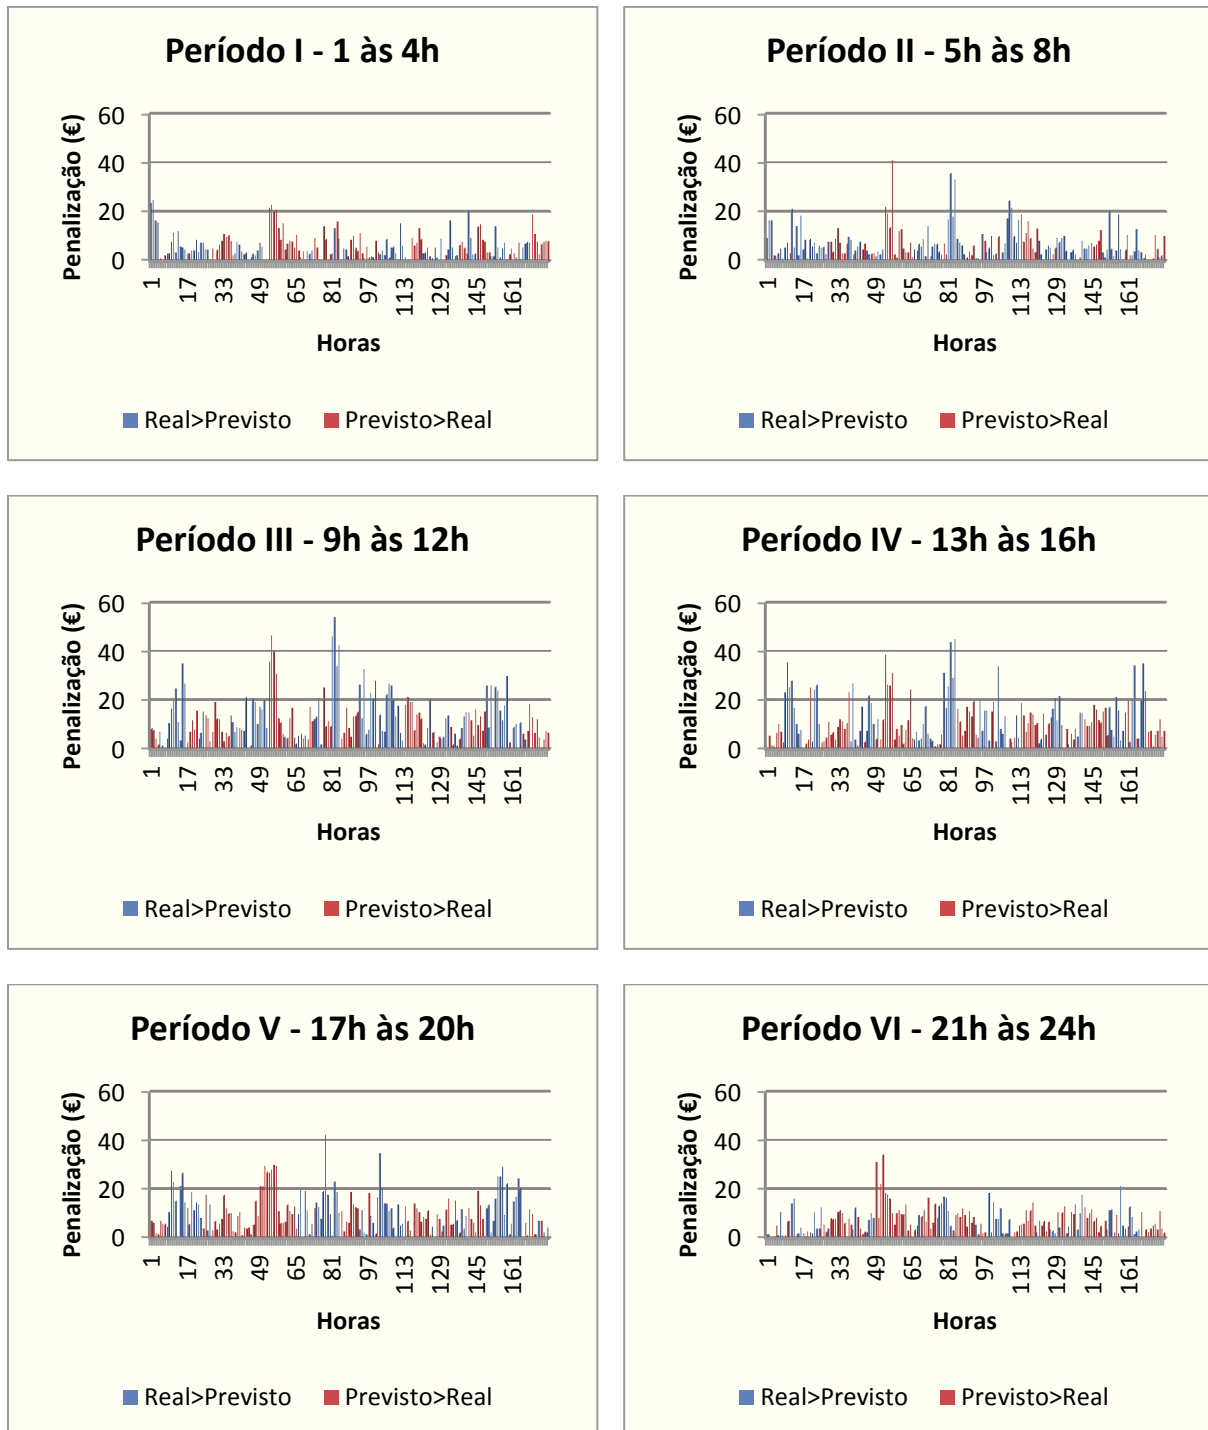 Período I - 1 às 4h
Penalização (€)
60
40
20
0
1 17 33 49 65 81 97 113 129 145 161
Horas
Real>Previsto Previsto>Real
Período II - 5h às 8h
Penalização (€)
60
40
20
0
1 17 33 49 65 81 97 113 129 145 161
Horas
Real>Previsto Previsto>Real
Período III - 9h às 12h
Penalização (€)
60
40
20
0
1 17 33 49 65 81 97 113 129 145 161
Horas
Real>Previsto Previsto>Real
Período IV - 13h às 16h
Penalização (€)
60
40
20
0
1 17 33 49 65 81 97 113 129 145 161
Horas
Real>Previsto Previsto>Real
Período V - 17h às 20h
Penalização (€)
60
40
20
0
1 17 33 49 65 81 97 113 129 145 161
Horas
Real>Previsto Previsto>Real
Período VI - 21h às 24h
Penalização (€)
60
40
20
0
1 17 33 49 65 81 97 113 129 145 161
Horas
Real>Previsto Previsto>Real